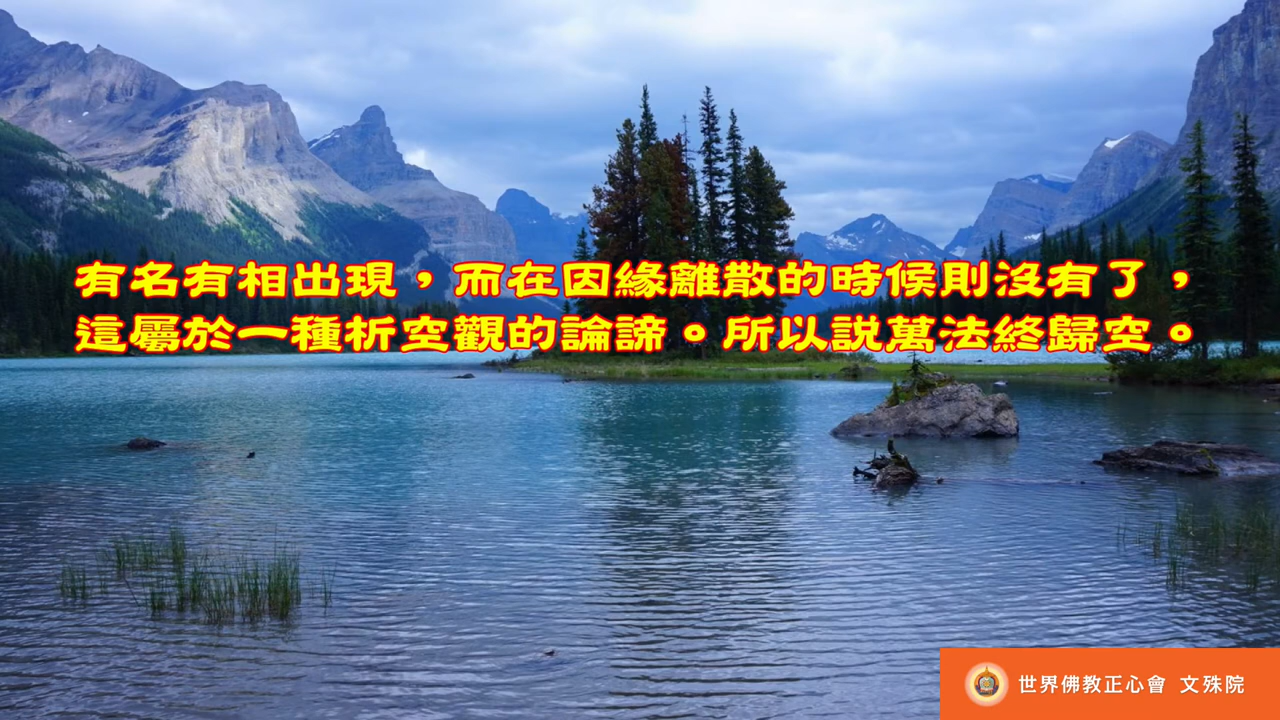 有名有相出現，而在因緣離散的時候則沒有了，
這屬於一種析空觀的論諦。所以說萬法終歸空。
世界佛教正心會 文殊院